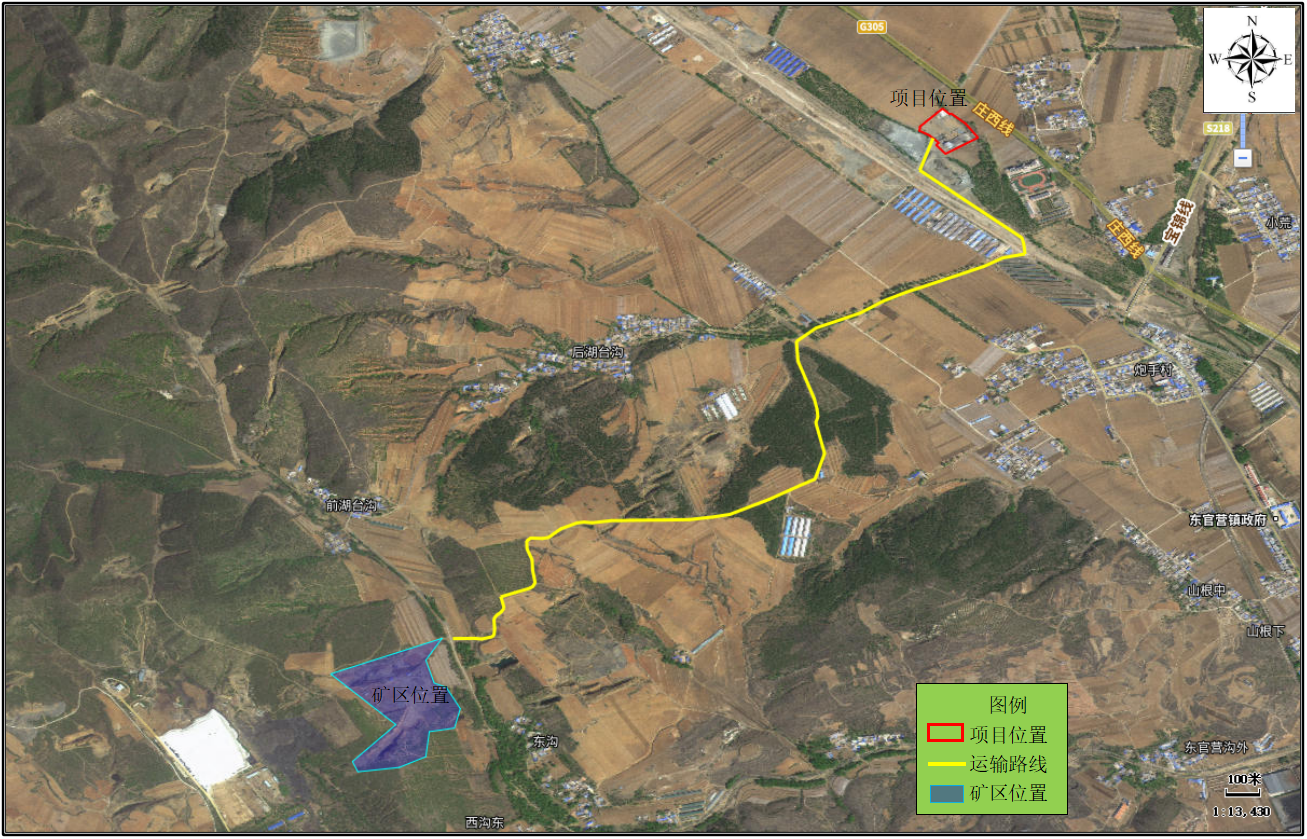 G305
N
W
E
S
项目位置
庄西线
S218
宝锦线
庄西线
小荒
后湖台沟
炮手村
前湖台沟
东官营镇政府
山根中
山根下
矿区位置
东沟
东官营沟外
西沟东
图例
项目位置
运输路线
矿区位置
100米
1:13,430